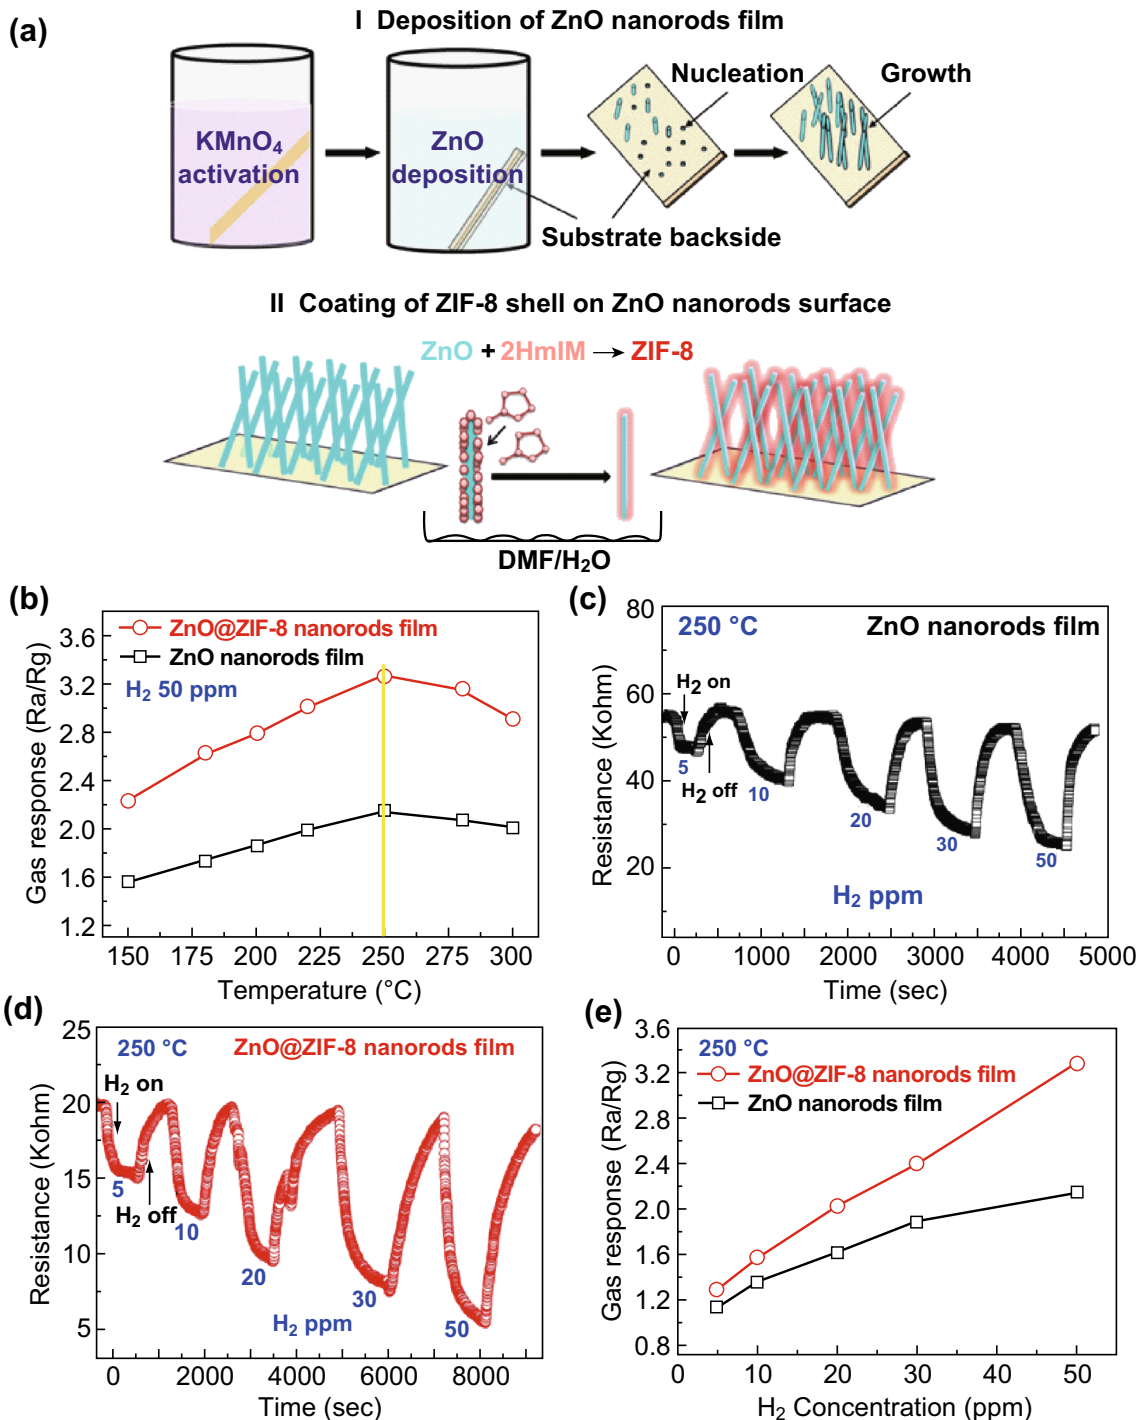 (a)
I Deposition of ZnO nanorods film
KMnO₄
activation
ZnO
deposition
Nucleation
Growth
Substrate backside
II Coating of ZIF-8 shell on ZnO nanorods surface
ZnO + 2HmIM → ZIF-8
DMF/H₂O
(b)
Gas response (Ra/Rg)
3.6
3.2
2.8
2.4
2.0
1.6
1.2
ZnO@ZIF-8 nanorods film
ZnO nanorods film
H₂ 50 ppm
150 175 200 225 250 275 300
Temperature (°C)
(c)
Resistance (Kohm)
80
60
40
20
250 °C
ZnO nanorods film
H₂ on
H₂ off
5
10
20
30
50
H₂ ppm
0 1000 2000 3000 4000 5000
Time (sec)
(d)
Resistance (Kohm)
25
20
15
10
5
250 °C
ZnO@ZIF-8 nanorods film
H₂ on
H₂ off
5
10
20
30
50
H₂ ppm
0 2000 4000 6000 8000
Time (sec)
(e)
Gas response (Ra/Rg)
3.6
3.2
2.8
2.4
2.0
1.6
1.2
0.8
250 °C
ZnO@ZIF-8 nanorods film
ZnO nanorods film
0 10 20 30 40 50
H₂ Concentration (ppm)